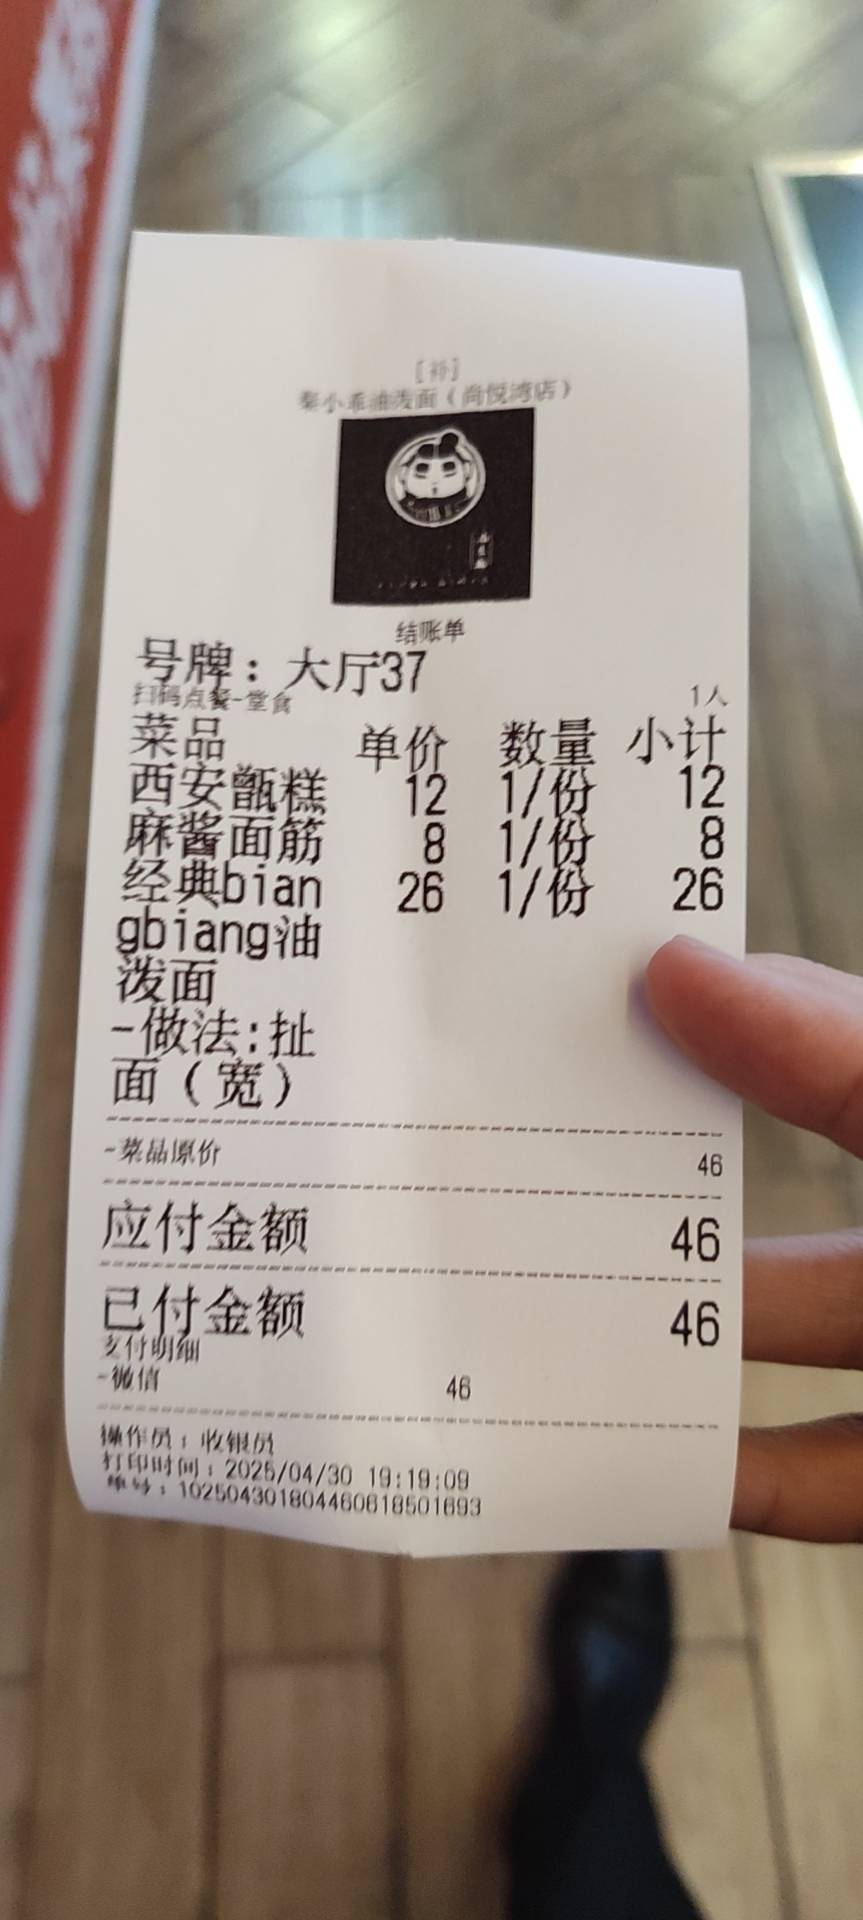 [补]
秦小乖油泼面（尚悦湾店）
结账单
号牌：大厅37
扫码点餐-堂食 1人
菜品 单价 数量 小计
西安甑糕 12 1/份 12
麻酱面筋 8 1/份 8
经典bian 26 1/份 26
gbiang油
泼面
-做法:扯
面（宽）
-菜品原价 46
应付金额 46
已付金额 46
支付明细
-微信 46
操作员：收银员
打印时间：2025/04/30 19:19:09
单号：102504301804460618501693